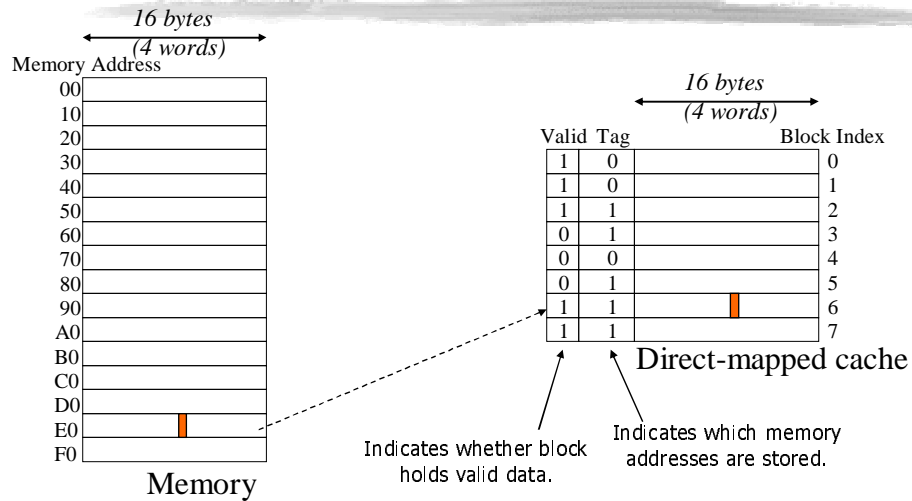 16 bytes
(4 words)
Memory Address
00
10
20
30
40
50
60
70
80
90
A0
B0
C0
D0
E0
F0
Memory
16 bytes
(4 words)
Valid Tag Block Index
1 0 0
1 0 1
1 1 2
0 1 3
0 0 4
0 1 5
1 1 6
1 1 7
Direct-mapped cache
Indicates whether block
holds valid data.
Indicates which memory
addresses are stored.